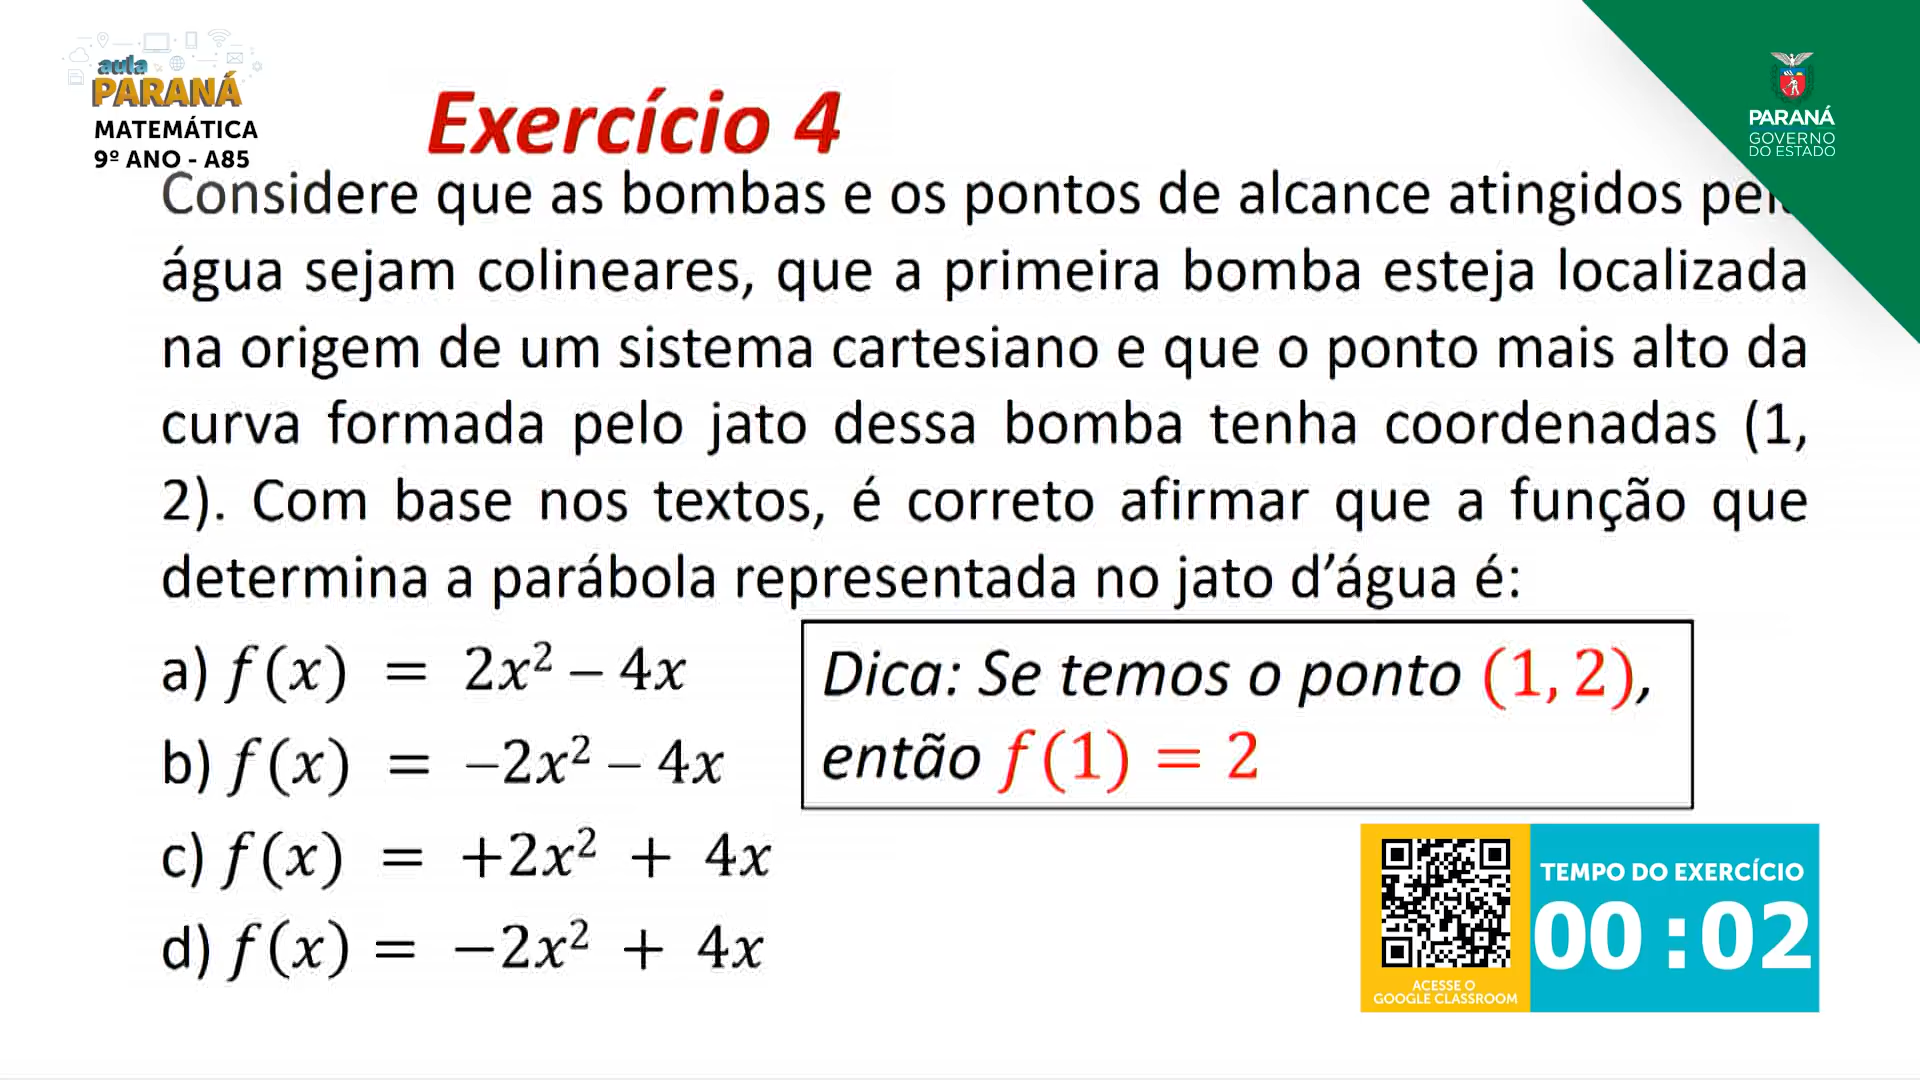 aula
PARANÁ
MATEMÁTICA
9º ANO - A85
PARANÁ
GOVERNO
DO ESTADO
Exercício 4
Considere que as bombas e os pontos de alcance atingidos
água sejam colineares, que a primeira bomba esteja localizada
na origem de um sistema cartesiano e que o ponto mais alto da
curva formada pelo jato dessa bomba tenha coordenadas (1,
2). Com base nos textos, é correto afirmar que a função que
determina a parábola representada no jato d’água é:
a) f(x) = 2x² – 4x
b) f(x) = –2x² – 4x
c) f(x) = +2x² + 4x
d) f(x) = −2x² + 4x
Dica: Se temos o ponto (1, 2),
então f(1) = 2
TEMPO DO EXERCÍCIO
00:02
ACESSE O
GOOGLE CLASSROOM